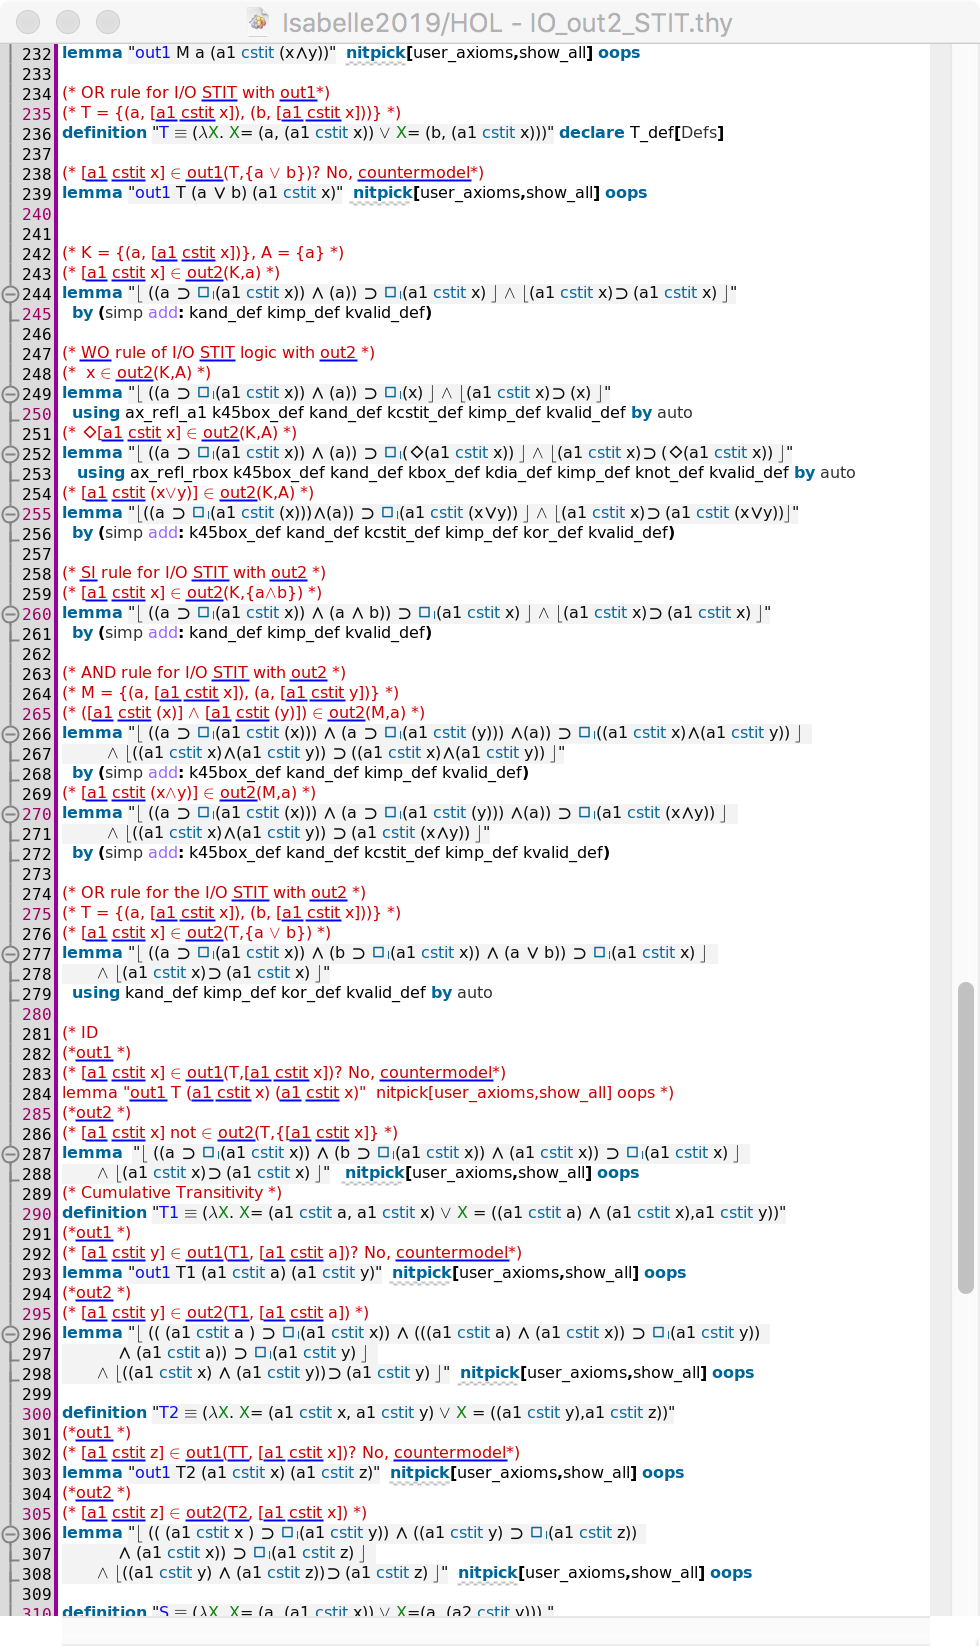 Isabelle2019/HOL - IO_out2_STIT.thy
232 lemma "out1 M a (a1 cstit (x∧y))" nitpick[user_axioms,show_all] oops
233
234 (* OR rule for I/O STIT with out1*)
235 (* T = {(a, [a1 cstit x]), (b, [a1 cstit x]))} *)
236 definition "T ≡ (λX. X= (a, (a1 cstit x)) ∨ X= (b, (a1 cstit x)))" declare T_def[Defs]
237
238 (* [a1 cstit x] ∈ out1(T,{a ∨ b})? No, countermodel*)
239 lemma "out1 T (a ∨ b) (a1 cstit x)" nitpick[user_axioms,show_all] oops
240
241
242 (* K = {(a, [a1 cstit x])}, A = {a} *)
243 (* [a1 cstit x] ∈ out2(K,a) *)
244 lemma "⌊ ((a ⊃ □ₗ(a1 cstit x)) ∧ (a)) ⊃ □ₗ(a1 cstit x) ⌋ ∧ ⌊(a1 cstit x)⊃ (a1 cstit x) ⌋"
245 by (simp add: kand_def kimp_def kvalid_def)
246
247 (* WO rule of I/O STIT logic with out2 *)
248 (* x ∈ out2(K,A) *)
249 lemma "⌊ ((a ⊃ □ₗ(a1 cstit x)) ∧ (a)) ⊃ □ₗ(x) ⌋ ∧ ⌊(a1 cstit x)⊃ (x) ⌋"
250 using ax_refl_a1 k45box_def kand_def kcstit_def kimp_def kvalid_def by auto
251 (* ◇[a1 cstit x] ∈ out2(K,A) *)
252 lemma "⌊ ((a ⊃ □ₗ(a1 cstit x)) ∧ (a)) ⊃ □ₗ(◇(a1 cstit x)) ⌋ ∧ ⌊(a1 cstit x)⊃ (◇(a1 cstit x)) ⌋"
253 using ax_refl_rbox k45box_def kand_def kbox_def kdia_def kimp_def knot_def kvalid_def by auto
254 (* [a1 cstit (x∨y)] ∈ out2(K,A) *)
255 lemma "⌊((a ⊃ □ₗ(a1 cstit (x)))∧(a)) ⊃ □ₗ(a1 cstit (x∨y)) ⌋ ∧ ⌊(a1 cstit x)⊃ (a1 cstit (x∨y))⌋"
256 by (simp add: k45box_def kand_def kcstit_def kimp_def kor_def kvalid_def)
257
258 (* SI rule for I/O STIT with out2 *)
259 (* [a1 cstit x] ∈ out2(K,{a∧b}) *)
260 lemma "⌊ ((a ⊃ □ₗ(a1 cstit x)) ∧ (a ∧ b)) ⊃ □ₗ(a1 cstit x) ⌋ ∧ ⌊(a1 cstit x)⊃ (a1 cstit x) ⌋"
261 by (simp add: kand_def kimp_def kvalid_def)
262
263 (* AND rule for I/O STIT with out2 *)
264 (* M = {(a, [a1 cstit x]), (a, [a1 cstit y])} *)
265 (* ([a1 cstit (x)] ∧ [a1 cstit (y)]) ∈ out2(M,a) *)
266 lemma "⌊ ((a ⊃ □ₗ(a1 cstit (x))) ∧ (a ⊃ □ₗ(a1 cstit (y))) ∧(a)) ⊃ □ₗ((a1 cstit x)∧(a1 cstit y)) ⌋
267 ∧ ⌊((a1 cstit x)∧(a1 cstit y)) ⊃ ((a1 cstit x)∧(a1 cstit y)) ⌋"
268 by (simp add: k45box_def kand_def kimp_def kvalid_def)
269 (* [a1 cstit (x∧y)] ∈ out2(M,a) *)
270 lemma "⌊ ((a ⊃ □ₗ(a1 cstit (x))) ∧ (a ⊃ □ₗ(a1 cstit (y))) ∧(a)) ⊃ □ₗ(a1 cstit (x∧y)) ⌋
271 ∧ ⌊((a1 cstit x)∧(a1 cstit y)) ⊃ (a1 cstit (x∧y)) ⌋"
272 by (simp add: k45box_def kand_def kcstit_def kimp_def kvalid_def)
273
274 (* OR rule for the I/O STIT with out2 *)
275 (* T = {(a, [a1 cstit x]), (b, [a1 cstit x]))} *)
276 (* [a1 cstit x] ∈ out2(T,{a ∨ b}) *)
277 lemma "⌊ ((a ⊃ □ₗ(a1 cstit x)) ∧ (b ⊃ □ₗ(a1 cstit x)) ∧ (a ∨ b)) ⊃ □ₗ(a1 cstit x) ⌋
278 ∧ ⌊(a1 cstit x)⊃ (a1 cstit x) ⌋"
279 using kand_def kimp_def kor_def kvalid_def by auto
280
281 (* ID
282 (*out1 *)
283 (* [a1 cstit x] ∈ out1(T,[a1 cstit x])? No, countermodel*)
284 lemma "out1 T (a1 cstit x) (a1 cstit x)" nitpick[user_axioms,show_all] oops *)
285 (*out2 *)
286 (* [a1 cstit x] not ∈ out2(T,{[a1 cstit x]} *)
287 lemma "⌊ ((a ⊃ □ₗ(a1 cstit x)) ∧ (b ⊃ □ₗ(a1 cstit x)) ∧ (a1 cstit x)) ⊃ □ₗ(a1 cstit x) ⌋
288 ∧ ⌊(a1 cstit x)⊃ (a1 cstit x) ⌋" nitpick[user_axioms,show_all] oops
289 (* Cumulative Transitivity *)
290 definition "T1 ≡ (λX. X= (a1 cstit a, a1 cstit x) ∨ X = ((a1 cstit a) ∧ (a1 cstit x),a1 cstit y))"
291 (*out1 *)
292 (* [a1 cstit y] ∈ out1(T1, [a1 cstit a])? No, countermodel*)
293 lemma "out1 T1 (a1 cstit a) (a1 cstit y)" nitpick[user_axioms,show_all] oops
294 (*out2 *)
295 (* [a1 cstit y] ∈ out2(T1, [a1 cstit a]) *)
296 lemma "⌊ (( (a1 cstit a ) ⊃ □ₗ(a1 cstit x)) ∧ (((a1 cstit a) ∧ (a1 cstit x)) ⊃ □ₗ(a1 cstit y))
297 ∧ (a1 cstit a)) ⊃ □ₗ(a1 cstit y) ⌋
298 ∧ ⌊((a1 cstit x) ∧ (a1 cstit y))⊃ (a1 cstit y) ⌋" nitpick[user_axioms,show_all] oops
299
300 definition "T2 ≡ (λX. X= (a1 cstit x, a1 cstit y) ∨ X = ((a1 cstit y),a1 cstit z))"
301 (*out1 *)
302 (* [a1 cstit z] ∈ out1(TT, [a1 cstit x])? No, countermodel*)
303 lemma "out1 T2 (a1 cstit x) (a1 cstit z)" nitpick[user_axioms,show_all] oops
304 (*out2 *)
305 (* [a1 cstit z] ∈ out2(T2, [a1 cstit x]) *)
306 lemma "⌊ (( (a1 cstit x ) ⊃ □ₗ(a1 cstit y)) ∧ ((a1 cstit y) ⊃ □ₗ(a1 cstit z))
307 ∧ (a1 cstit x)) ⊃ □ₗ(a1 cstit z) ⌋
308 ∧ ⌊((a1 cstit y) ∧ (a1 cstit z))⊃ (a1 cstit z) ⌋" nitpick[user_axioms,show_all] oops
309
310 definition "S ≡ (λX. X= (a, (a1 cstit x)) ∨ X=(a, (a2 cstit y))) "